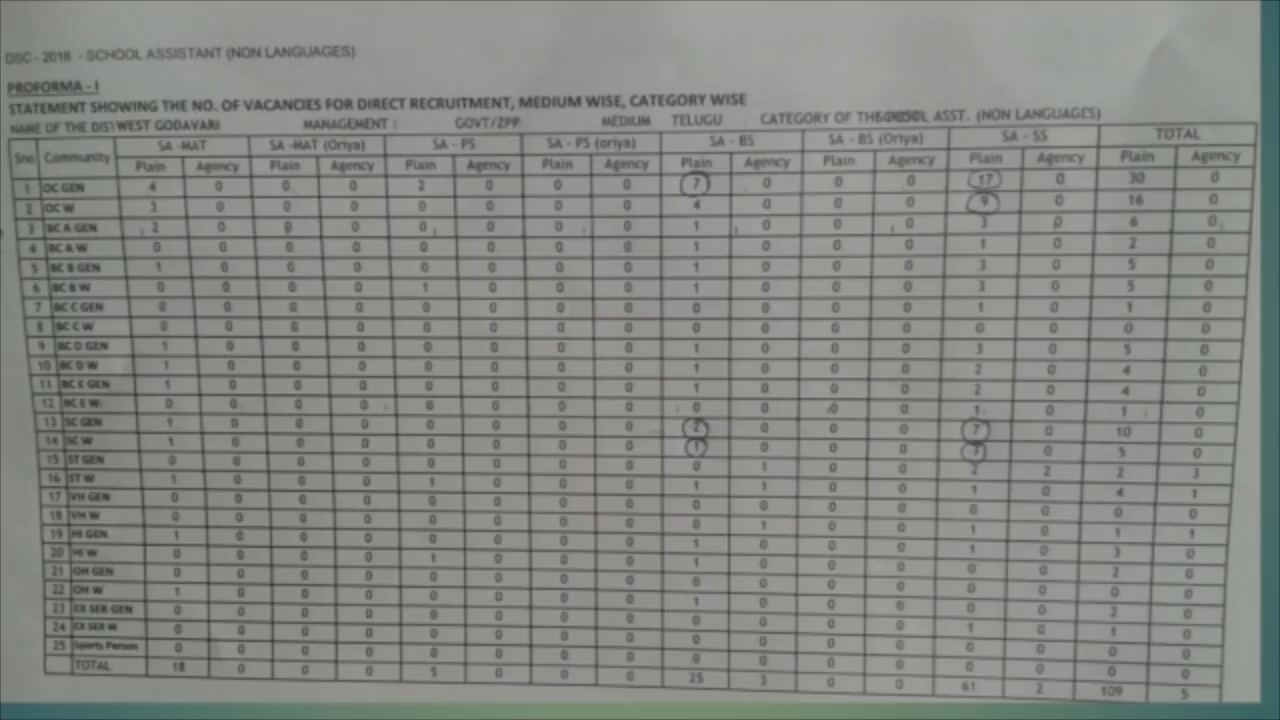 DSC - 2018 - SCHOOL ASSISTANT (NON LANGUAGES)
PROFORMA - 1
STATEMENT SHOWING THE NO. OF VACANCIES FOR DIRECT RECRUITMENT, MEDIUM WISE, CATEGORY WISE
NAME OF THE DIST WEST GODAVARI MANAGEMENT : GOVT/ZPP MEDIUM TELUGU CATEGORY OF ASST. (NON LANGUAGES)
Sno Community SA -MAT SA -MAT (Oriya) SA - PS SA - PS (oriya) SA - BS SA - BS (Oriya) SA - SS TOTAL
Plain Agency Plain Agency Plain Agency Plain Agency Plain Agency Plain Agency Plain Agency Plain Agency
1 OC GEN 4 0 0 0 2 0 0 0 7 0 0 0 17 0 30 0
2 OC W 3 0 0 0 0 0 0 0 4 0 0 0 9 0 16 0
3 BC A GEN 2 0 0 0 0 0 0 0 1 0 0 0 3 0 6 0
4 BC A W 0 0 0 0 0 0 0 0 1 0 0 0 1 0 2 0
5 BC B GEN 1 0 0 0 0 0 0 0 1 0 0 0 3 0 5 0
6 BC B W 0 0 0 0 1 0 0 0 1 0 0 0 3 0 5 0
7 BC C GEN 0 0 0 0 0 0 0 0 0 0 0 0 1 0 1 0
8 BC C W 0 0 0 0 0 0 0 0 0 0 0 0 0 0 0 0
9 BC D GEN 1 0 0 0 0 0 0 0 1 0 0 0 3 0 5 0
10 BC D W 1 0 0 0 0 0 0 0 1 0 0 0 2 0 4 0
11 BC E GEN 1 0 0 0 0 0 0 0 1 0 0 0 2 0 4 0
12 BC E W 0 0 0 0 0 0 0 0 0 0 0 0 1 0 1 0
13 SC GEN 1 0 0 0 0 0 0 0 2 0 0 0 7 0 10 0
14 SC W 1 0 0 0 0 0 0 0 1 0 0 0 3 0 5 0
15 ST GEN 0 0 0 0 0 0 0 0 0 1 0 0 2 2 2 3
16 ST W 1 0 0 0 1 0 0 0 1 1 0 0 1 0 4 1
17 VH GEN 0 0 0 0 0 0 0 0 0 0 0 0 0 0 0 0
18 VH W 0 0 0 0 0 0 0 0 0 1 0 0 1 0 1 1
19 HI GEN 1 0 0 0 0 0 0 0 1 0 0 0 1 0 3 0
20 HI W 0 0 0 0 1 0 0 0 1 0 0 0 0 0 2 0
21 OH GEN 0 0 0 0 0 0 0 0 0 0 0 0 0 0 0 0
22 OH W 1 0 0 0 0 0 0 0 1 0 0 0 0 0 2 0
23 EX SER GEN 0 0 0 0 0 0 0 0 0 0 0 0 1 0 1 0
24 EX SER W 0 0 0 0 0 0 0 0 0 0 0 0 0 0 0 0
25 Sports Person 0 0 0 0 0 0 0 0 0 0 0 0 0 0 0 0
TOTAL 18 0 0 0 5 0 0 0 25 3 0 0 61 2 109 5